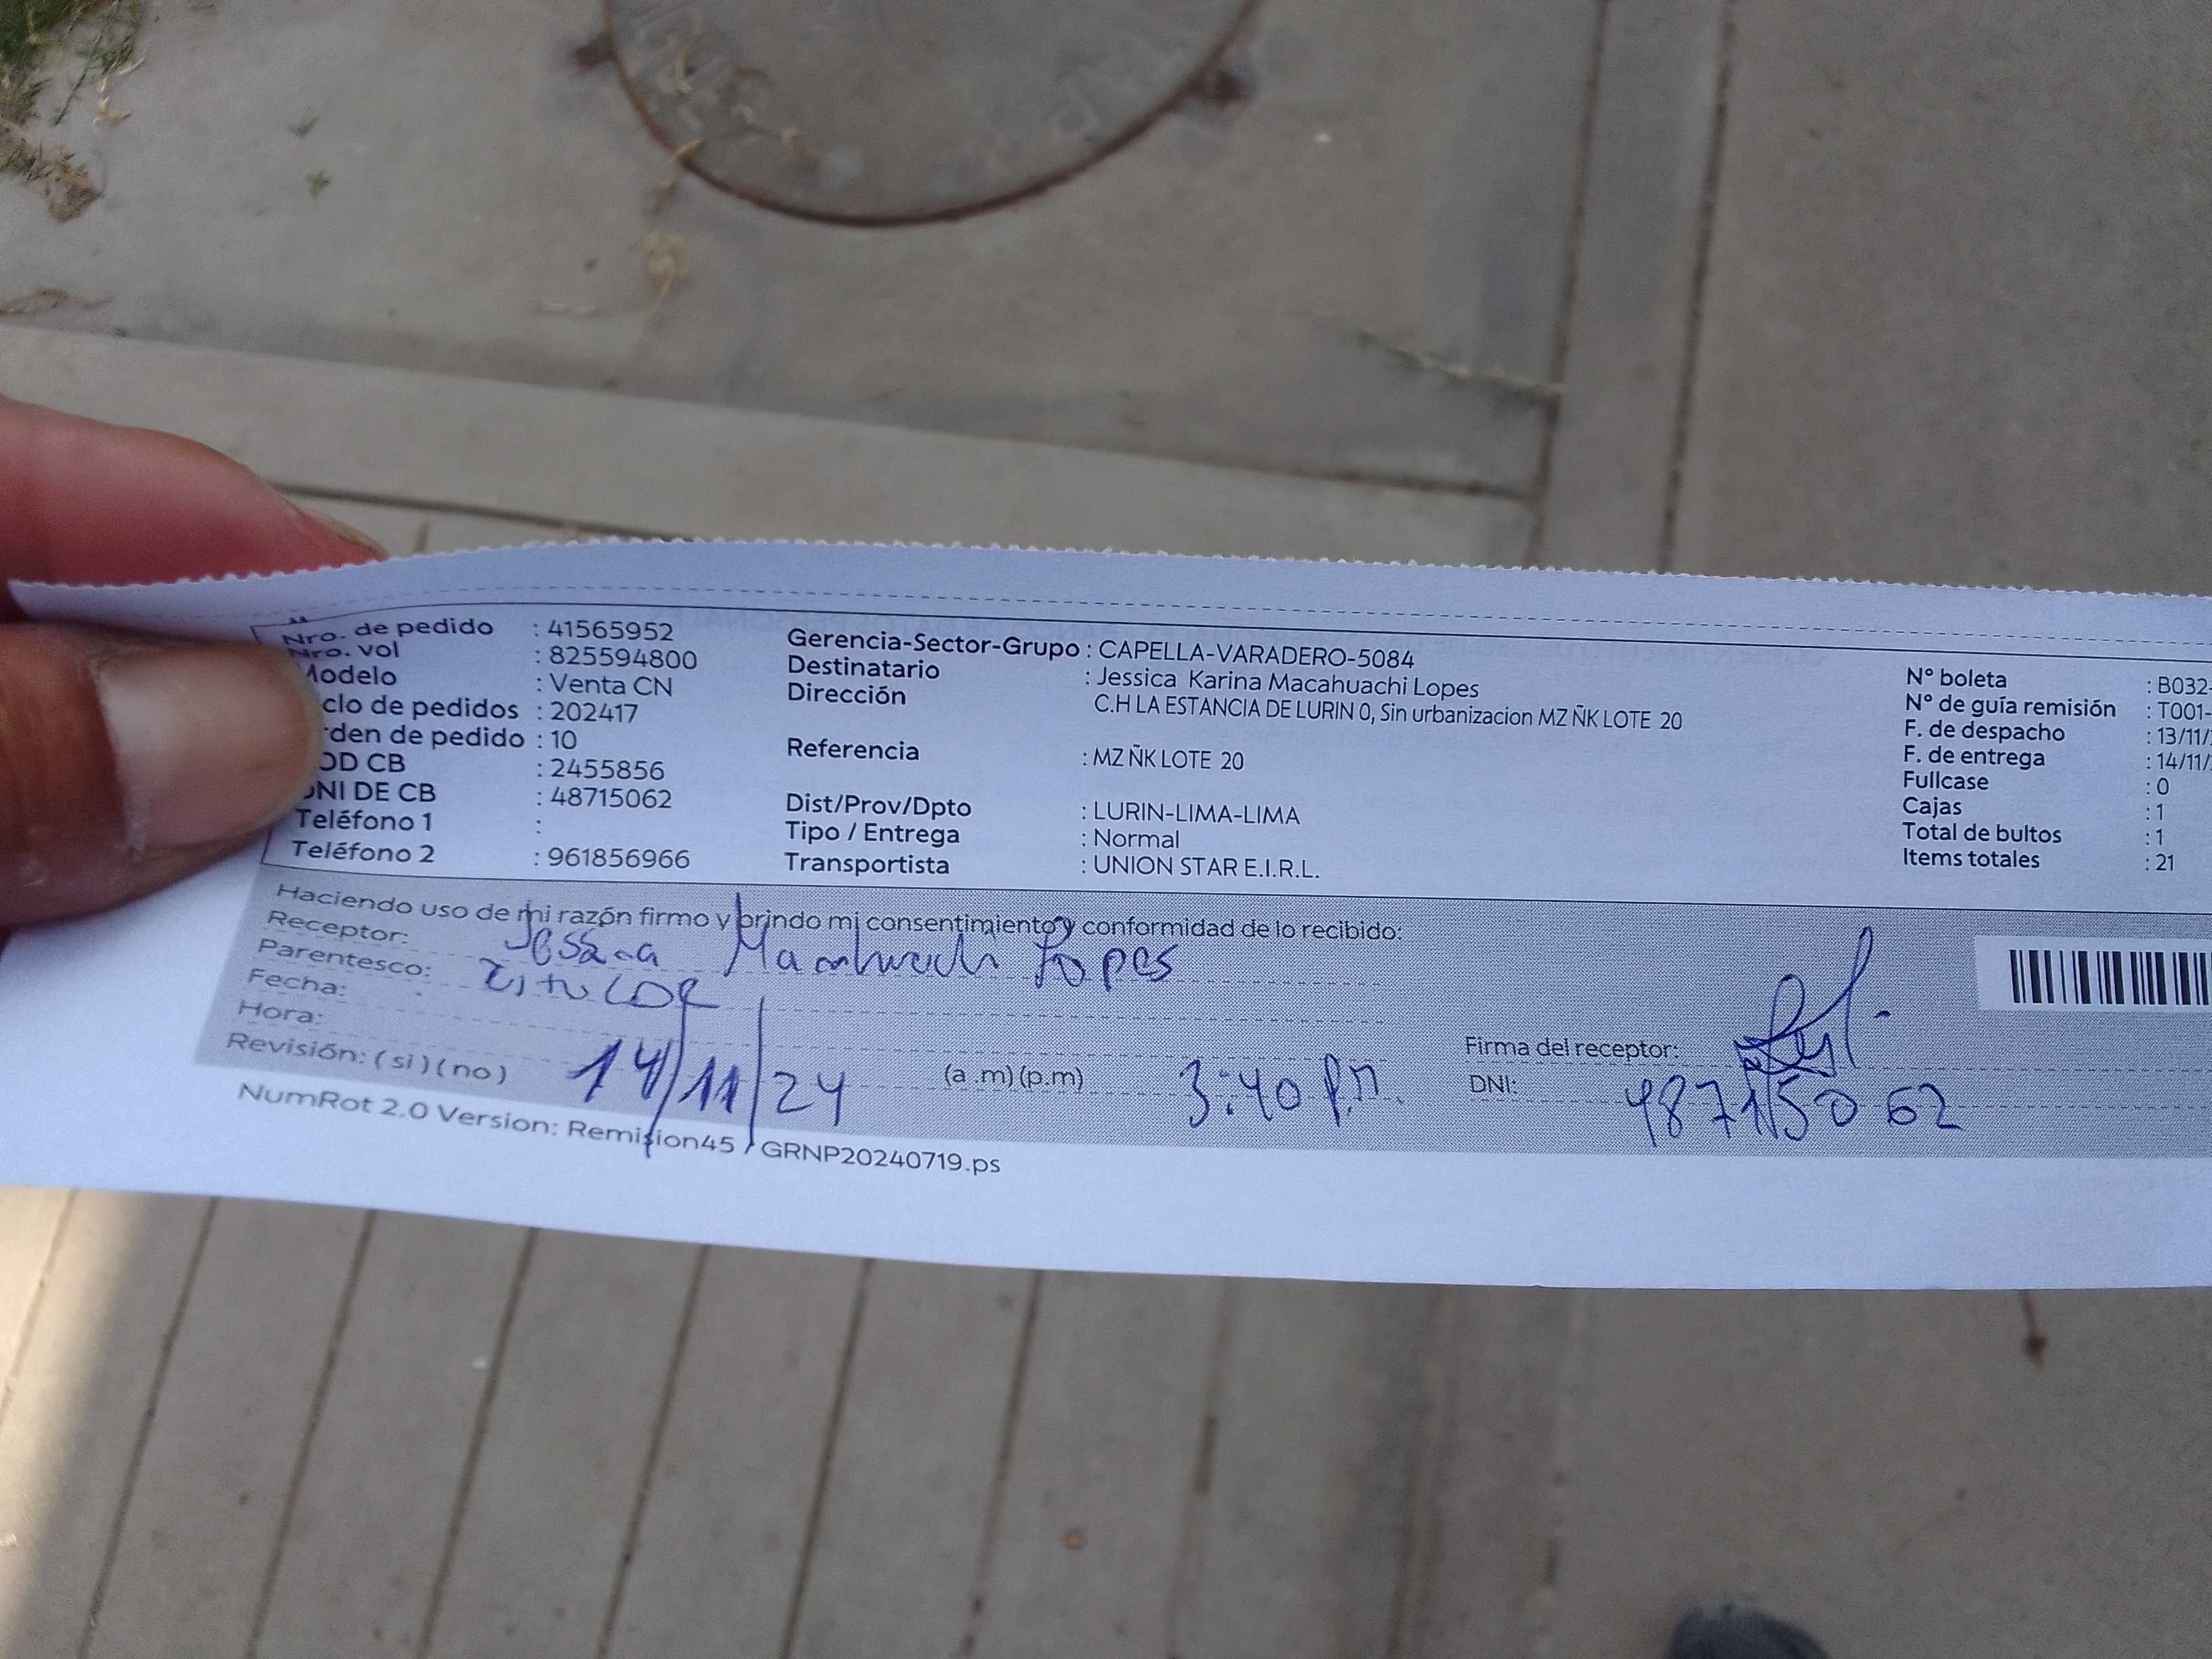 Nro. de pedido : 41565952
Nro. vol : 825594800
Modelo : Venta CN
clo de pedidos : 202417
rden de pedido : 10
OD CB : 2455856
DNI DE CB : 48715062
Teléfono 1 :
Teléfono 2 : 961856966
Gerencia-Sector-Grupo : CAPELLA-VARADERO-5084
Destinatario : Jessica Karina Macahuachi Lopes
Dirección C.H LA ESTANCIA DE LURIN 0, Sin urbanizacion MZ ÑK LOTE 20
Referencia : MZ ÑK LOTE 20
Dist/Prov/Dpto : LURIN-LIMA-LIMA
Tipo / Entrega : Normal
Transportista : UNION STAR E.I.R.L.
N° boleta : B032-
N° de guía remisión : T001-
F. de despacho : 13/11/
F. de entrega : 14/11/
Fullcase : 0
Cajas : 1
Total de bultos : 1
Items totales : 21
Haciendo uso de mi razón firmo y brindo mi consentimiento y conformidad de lo recibido:
Receptor: Lopes
Parentesco:
Fecha: 14/11/24
Hora: (a .m) (p.m) 3:40 p.m.
Revisión: ( si ) ( no )
Firma del receptor:
DNI: 48715062
NumRot 2.0 Version: Remision45 / GRNP20240719.ps